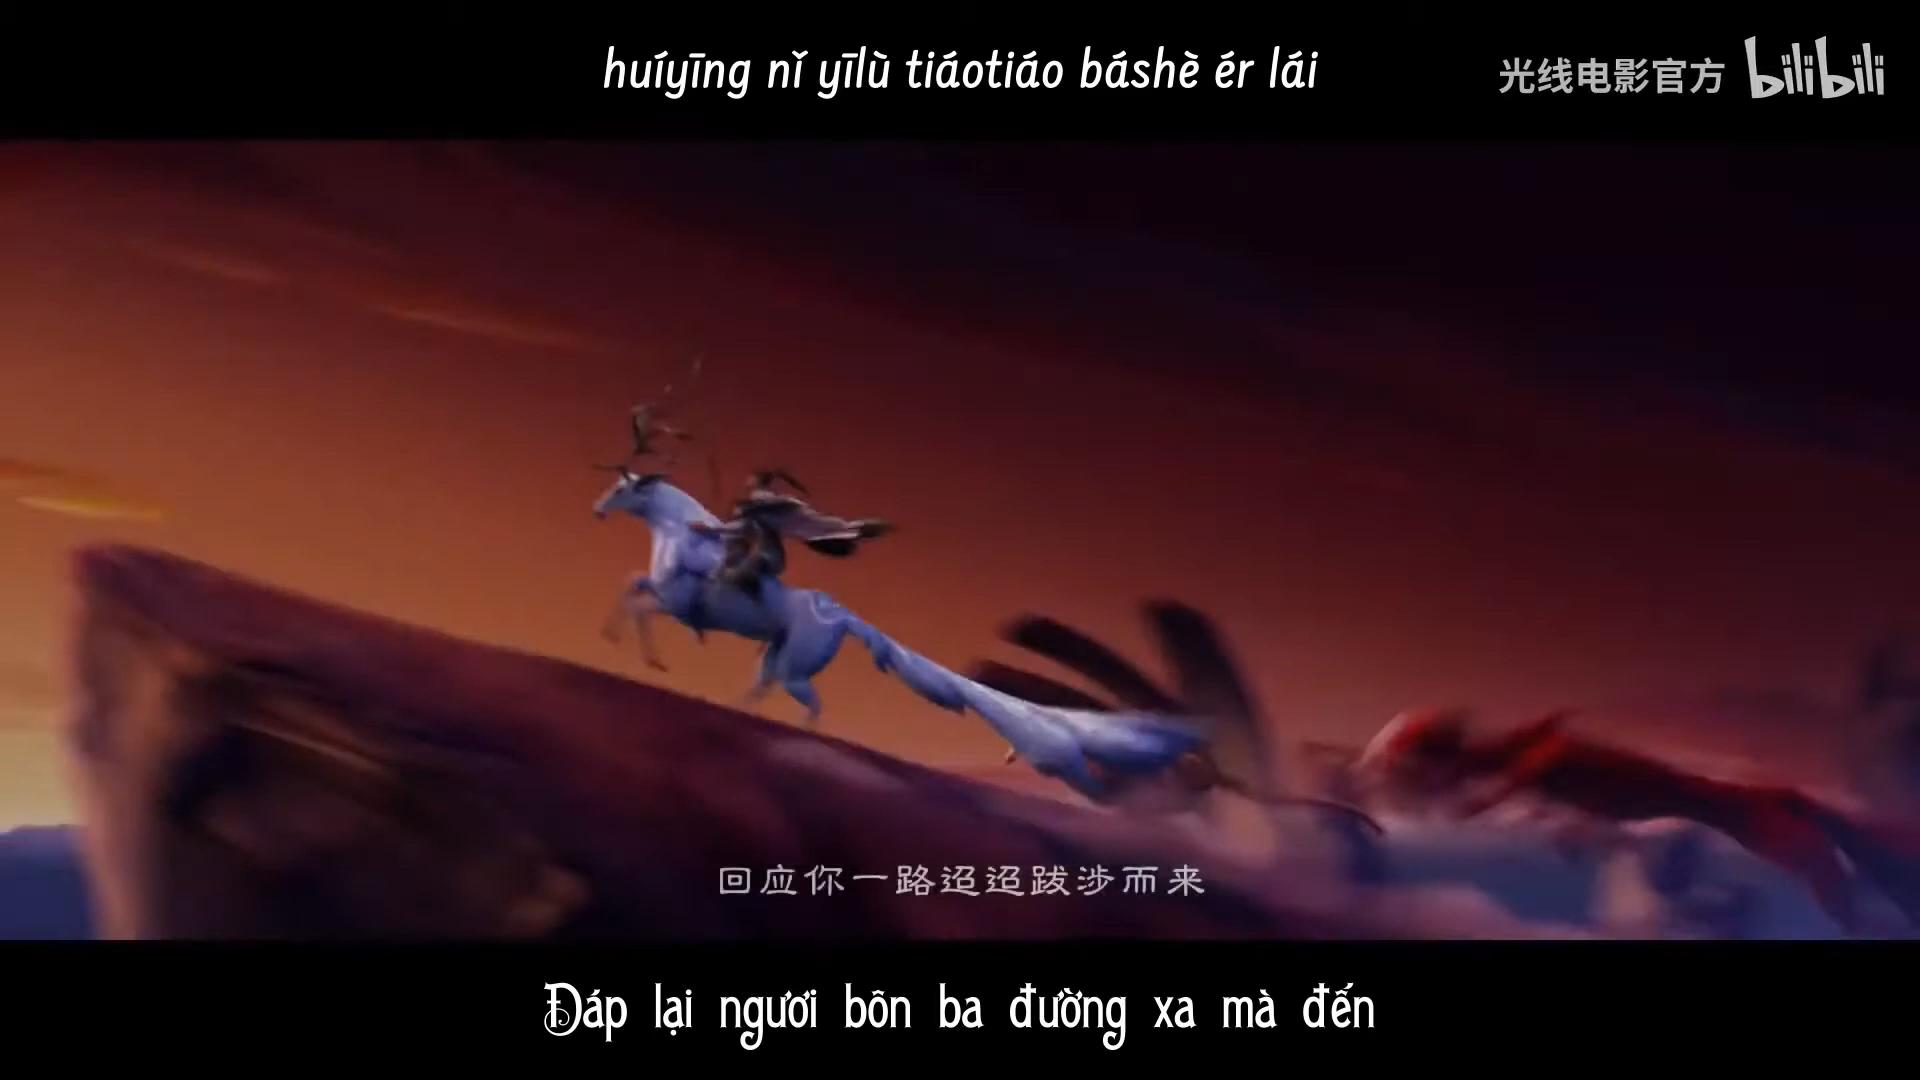 huíyīng nǐ yīlù tiáotiáo báshè ér lái
光线电影官方 bilibili
回应你一路迢迢跋涉而来
Đáp lại ngươi bôn ba đường xa mà đến